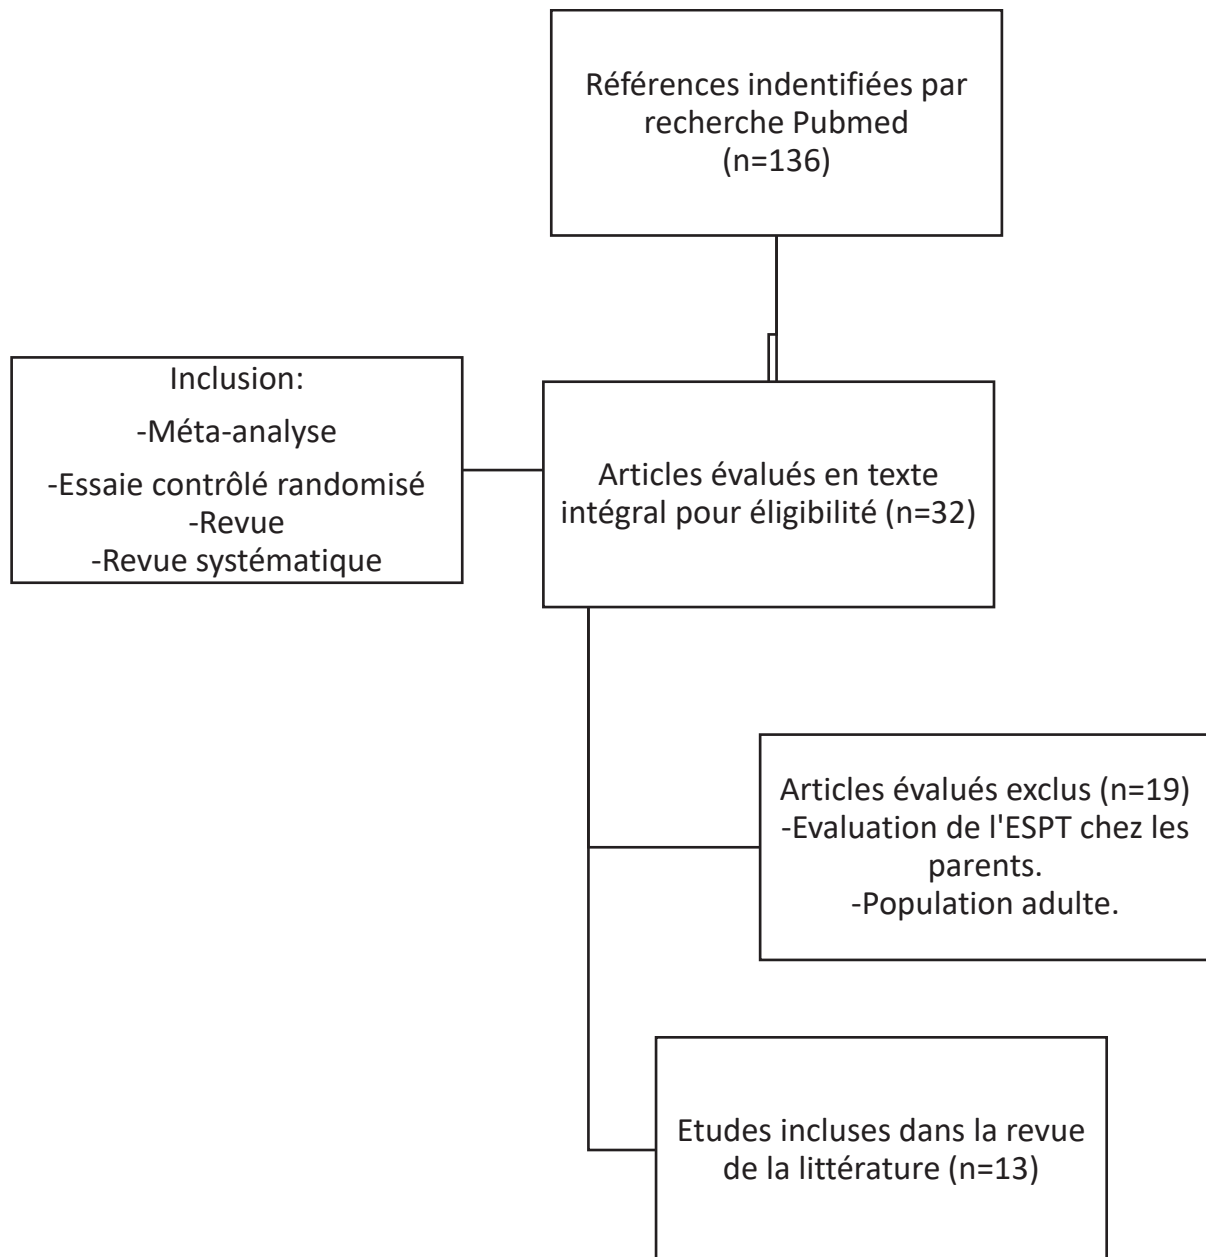 Références indentifiées par
recherche Pubmed
(n=136)
Inclusion:
-Méta-analyse
-Essaie contrôlé randomisé
-Revue
-Revue systématique
Articles évalués en texte
intégral pour éligibilité (n=32)
Articles évalués exclus (n=19)
-Evaluation de l'ESPT chez les
parents.
-Population adulte.
Etudes incluses dans la revue
de la littérature (n=13)